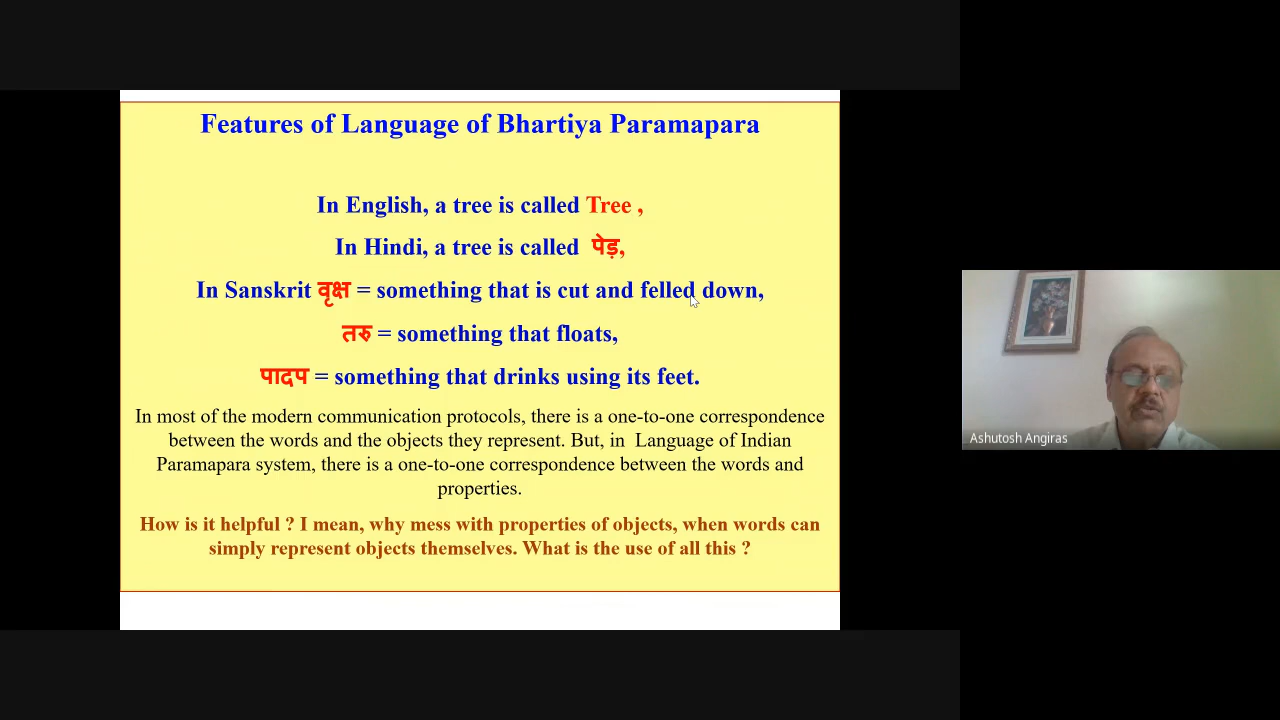 Features of Language of Bhartiya Paramapara
In English, a tree is called Tree ,
In Hindi, a tree is called पेड़,
In Sanskrit वृक्ष = something that is cut and felled down,
तरु = something that floats,
पादप = something that drinks using its feet.
In most of the modern communication protocols, there is a one-to-one correspondence
between the words and the objects they represent. But, in Language of Indian
Paramapara system, there is a one-to-one correspondence between the words and
properties.
How is it helpful ? I mean, why mess with properties of objects, when words can
simply represent objects themselves. What is the use of all this ?
Ashutosh Angiras